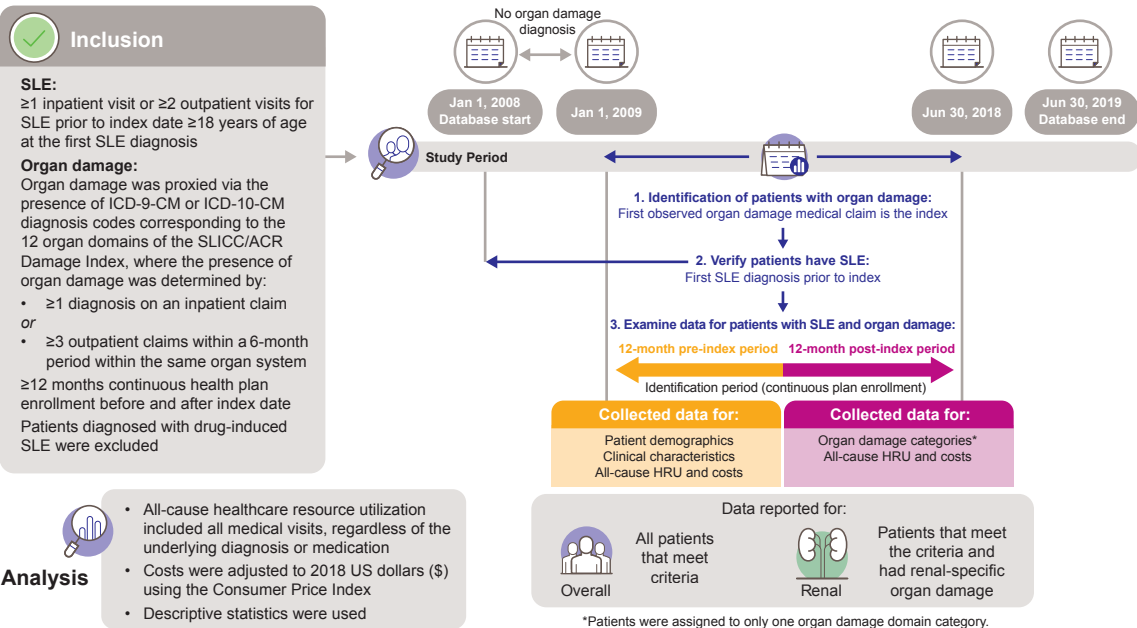 Inclusion
SLE:
≥1 inpatient visit or ≥2 outpatient visits for
SLE prior to index date ≥18 years of age
at the first SLE diagnosis
Organ damage:
Organ damage was proxied via the
presence of ICD-9-CM or ICD-10-CM
diagnosis codes corresponding to the
12 organ domains of the SLICC/ACR
Damage Index, where the presence of
organ damage was determined by:
• ≥1 diagnosis on an inpatient claim
or
• ≥3 outpatient claims within a 6-month
period within the same organ system
≥12 months continuous health plan
enrollment before and after index date
Patients diagnosed with drug-induced
SLE were excluded
No organ damage
diagnosis
Jan 1, 2008
Database start
Jan 1, 2009
Jun 30, 2018
Jun 30, 2019
Database end
Study Period
1. Identification of patients with organ damage:
First observed organ damage medical claim is the index
2. Verify patients have SLE:
First SLE diagnosis prior to index
3. Examine data for patients with SLE and organ damage:
12-month pre-index period
12-month post-index period
Identification period (continuous plan enrollment)
Collected data for:
Patient demographics
Clinical characteristics
All-cause HRU and costs
Collected data for:
Organ damage categories*
All-cause HRU and costs
Analysis
• All-cause healthcare resource utilization
included all medical visits, regardless of the
underlying diagnosis or medication
• Costs were adjusted to 2018 US dollars ($)
using the Consumer Price Index
• Descriptive statistics were used
Data reported for:
Overall
All patients
that meet
criteria
Renal
Patients that meet
the criteria and
had renal-specific
organ damage
*Patients were assigned to only one organ damage domain category.